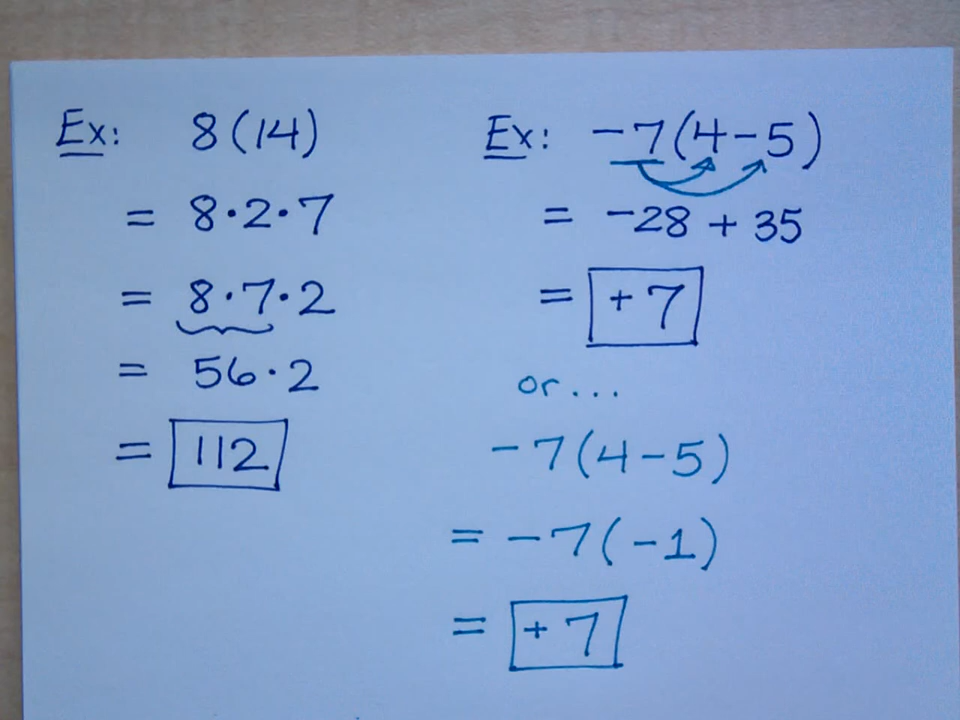 Ex: 8(14)
= 8·2·7
= 8·7·2
= 56·2
= 112
Ex: -7(4-5)
= -28 + 35
= +7
or...
-7(4-5)
= -7(-1)
= +7